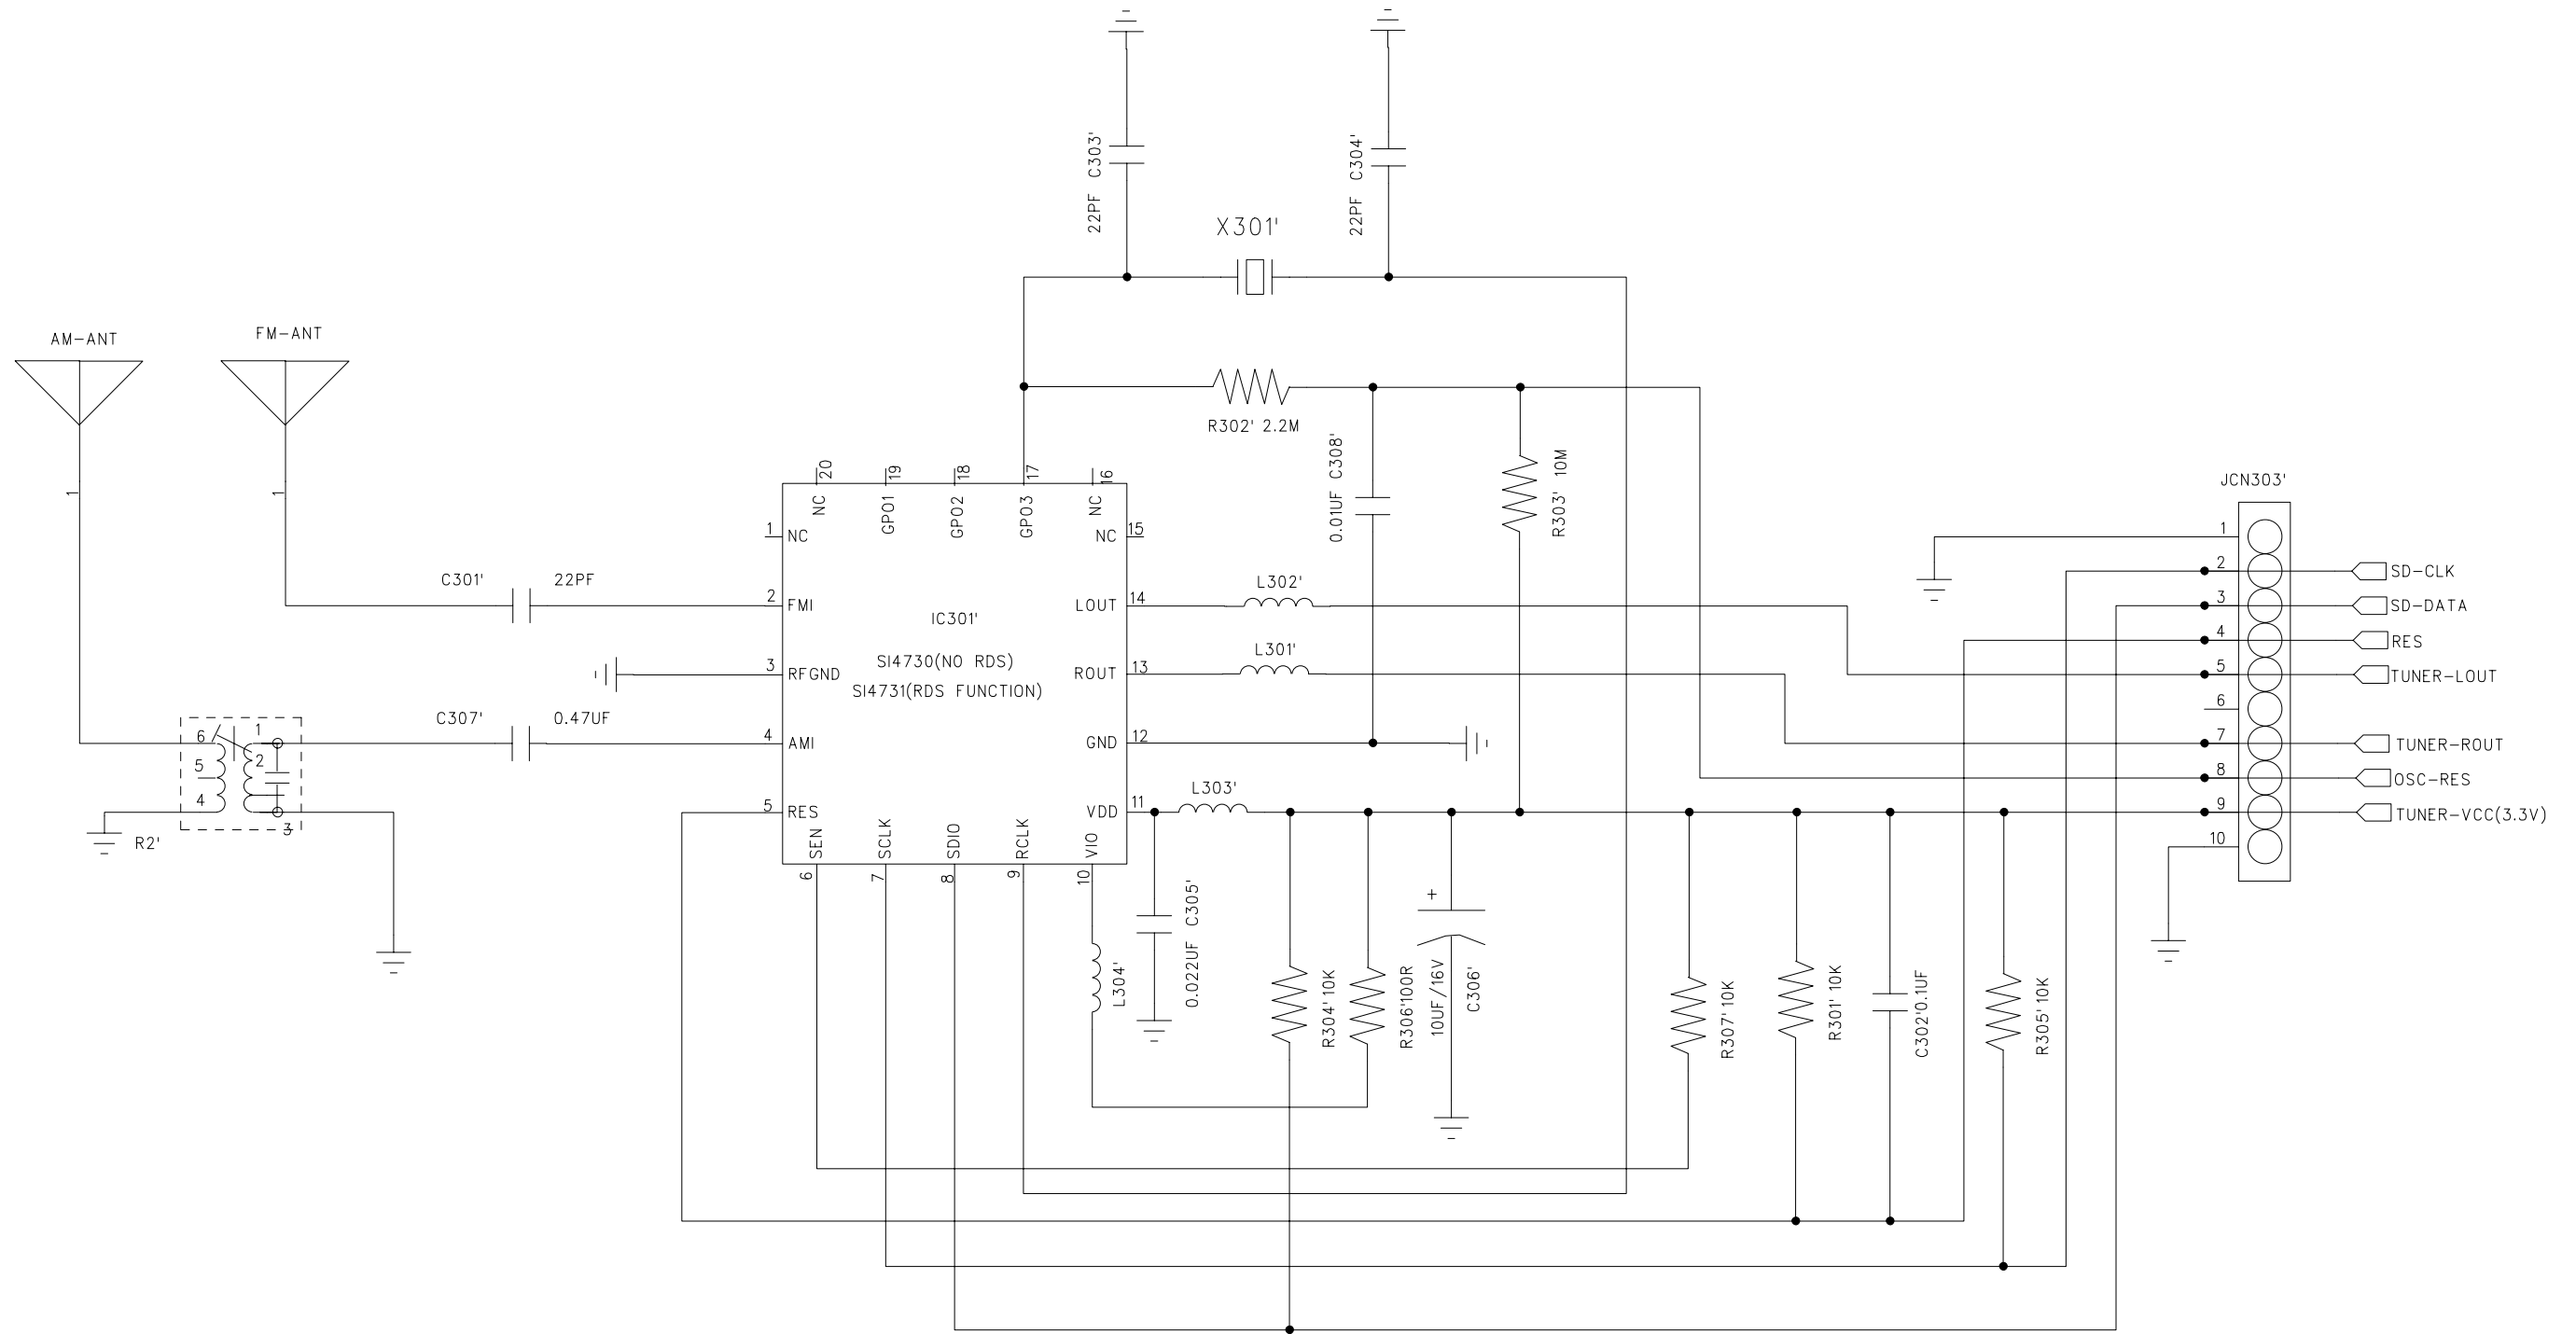 22PF C303'
22PF C304'
X301'
AM-ANT
FM-ANT
1
1
R302' 2.2M
0.01UF C308'
R303' 10M
20
19
18
17
16
NC
GPO1
GPO2
GPO3
NC
1
NC
NC
15
C301'
22PF
2
FMI
LOUT
14
L302'
IC301'
SI4730(NO RDS)
SI4731(RDS FUNCTION)
3
RFGND
ROUT
13
L301'
C307'
0.47UF
4
AMI
GND
12
5
RES
VDD
11
L303'
SEN
SCLK
SDIO
RCLK
VIO
6
7
8
9
10
6
5
4
1
2
3
R2'
L304'
0.022UF C305'
R304' 10K
R306' 100R
+
10UF/16V
C306'
R307' 10K
R301' 10K
C302' 0.1UF
R305' 10K
JCN303'
1
2
SD-CLK
3
SD-DATA
4
RES
5
TUNER-LOUT
6
7
TUNER-ROUT
8
OSC-RES
9
TUNER-VCC(3.3V)
10